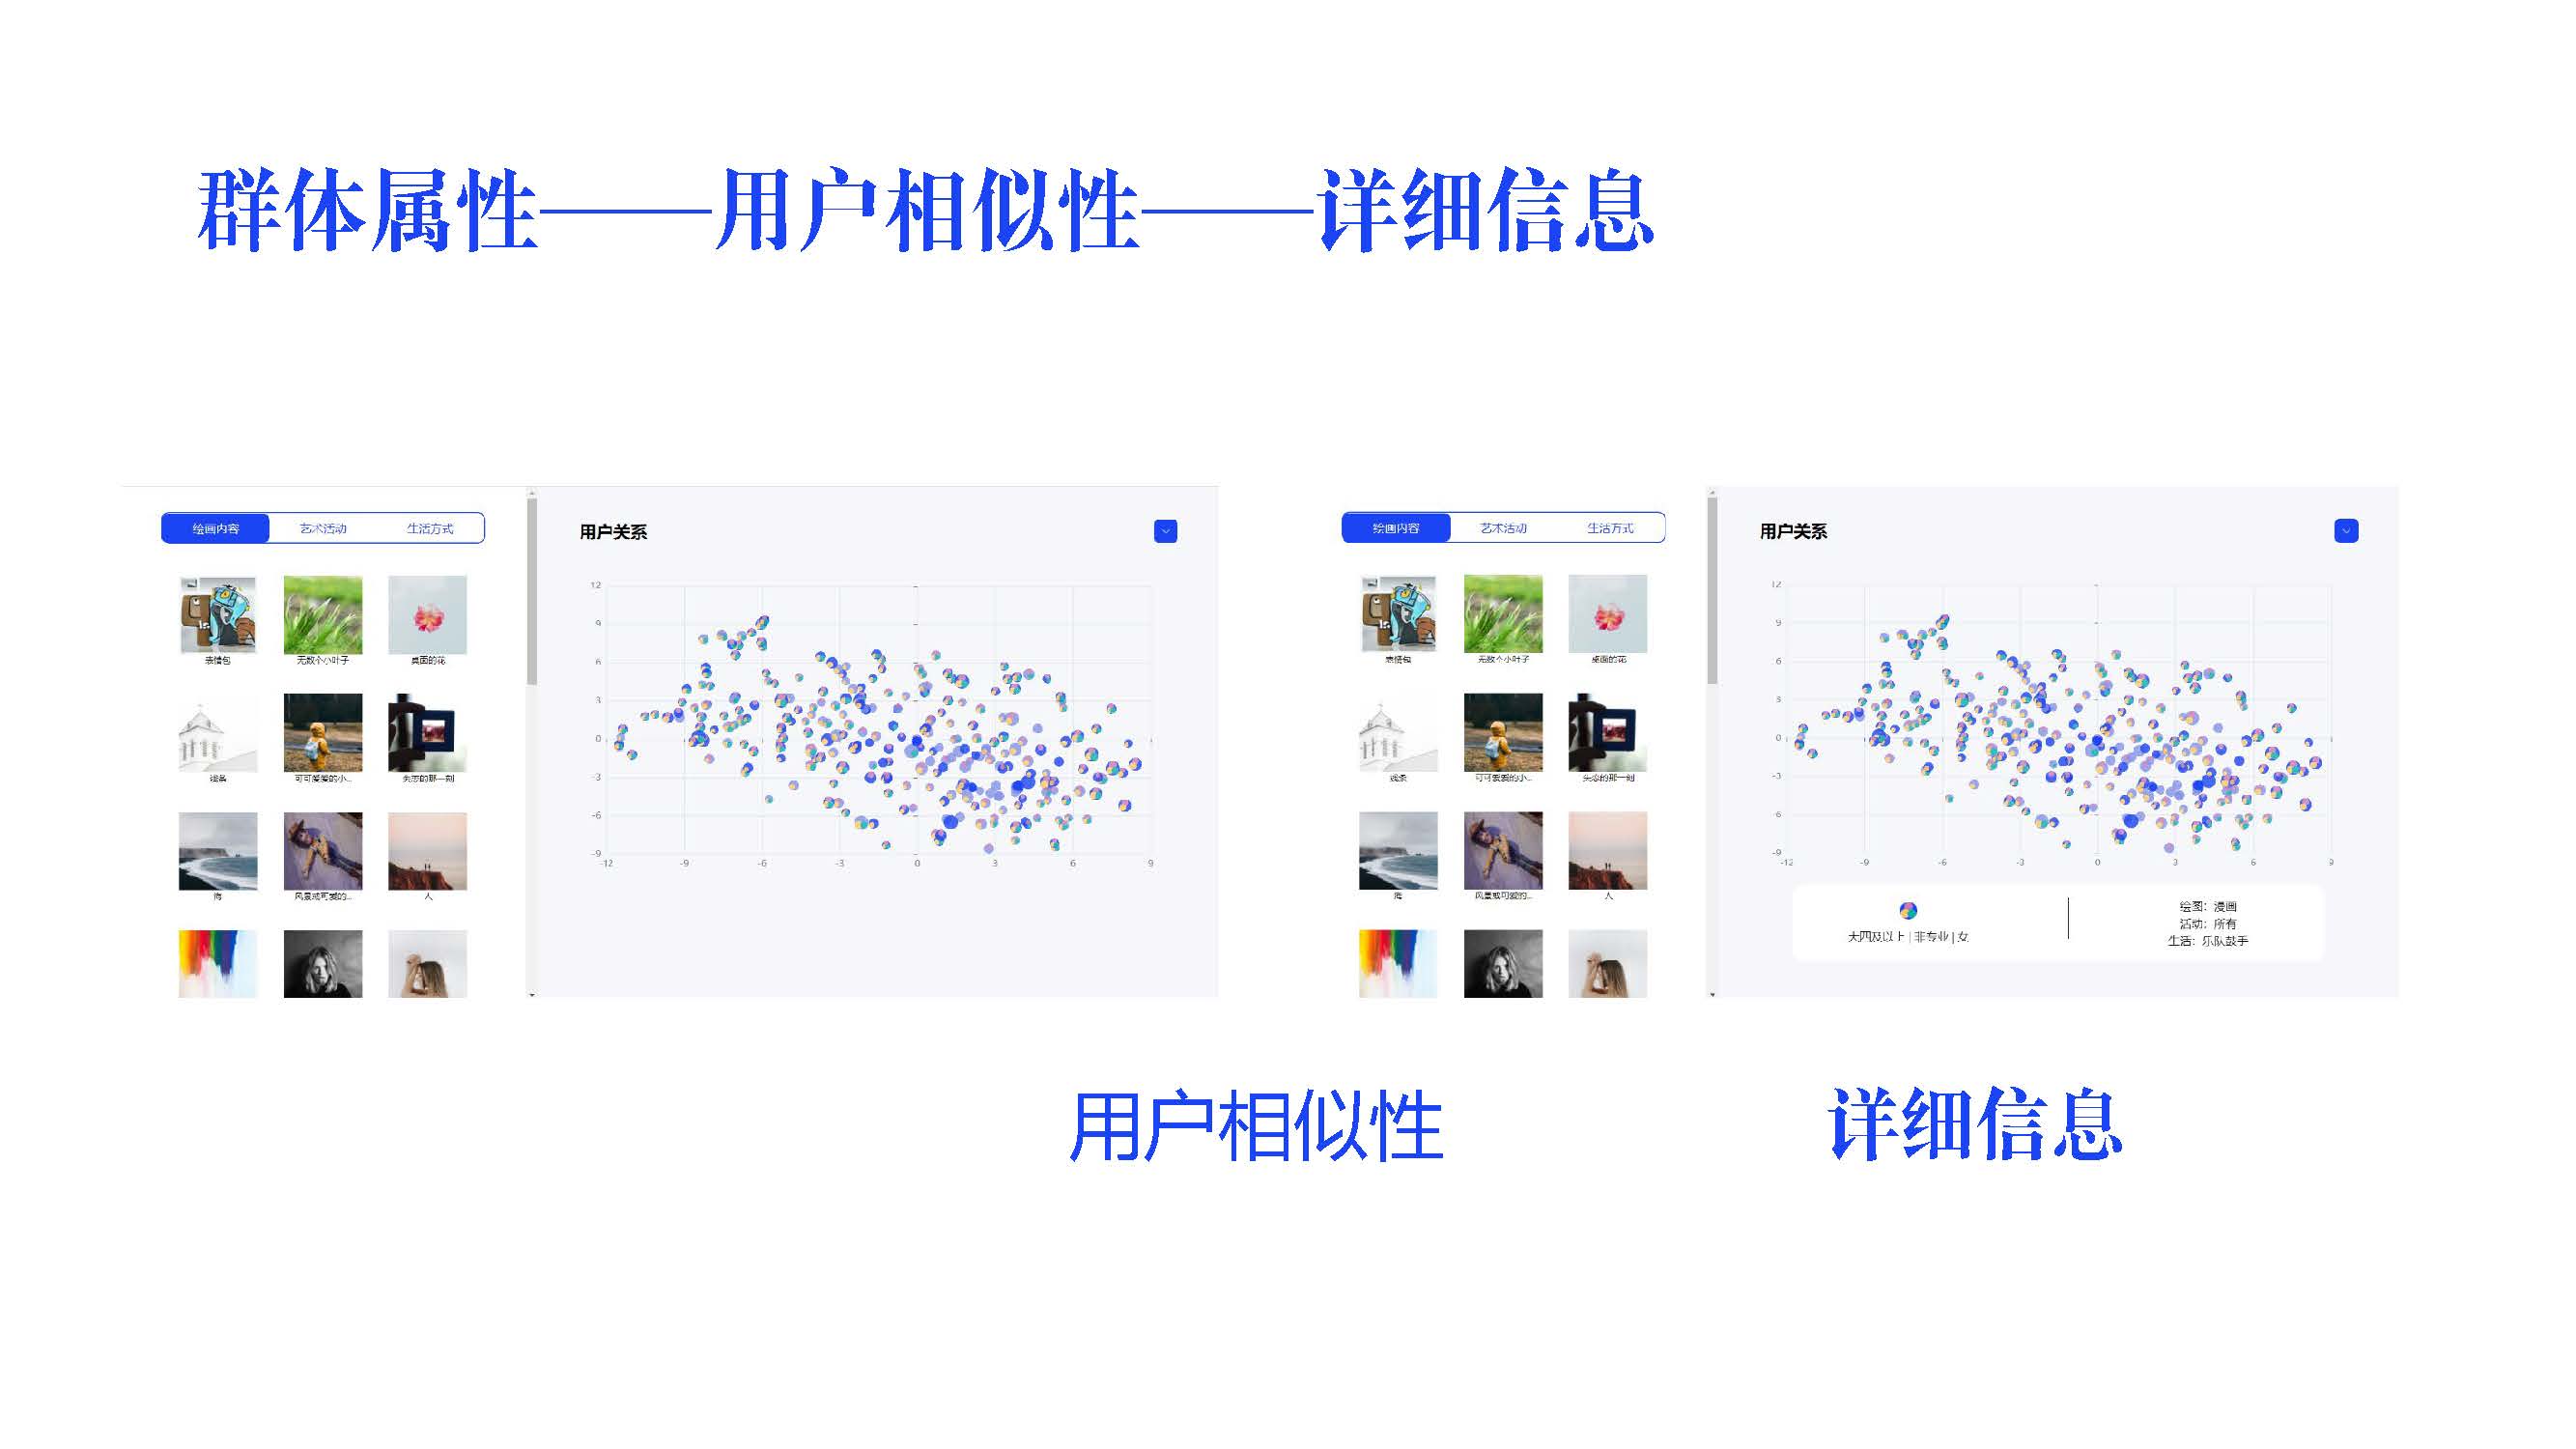 群体属性——用户相似性——详细信息
绘画内容 艺术活动 生活方式
表情包 无数个小叶子 桌面的花
线条 可可爱爱的小... 失恋的那一刻
海 风景或可爱的... 人
用户关系
12
9
6
3
0
-3
-6
-9
-12 -9 -6 -3 0 3 6 9
绘画内容 艺术活动 生活方式
表情包 无数个小叶子 桌面的花
线条 可可爱爱的小... 失恋的那一刻
海 风景或可爱的... 人
用户关系
12
9
6
3
0
-3
-6
-9
-12 -9 -6 -3 0 3 6 9
大四及以上 | 非专业 | 女
绘图：漫画
活动：所有
生活：乐队鼓手
用户相似性
详细信息